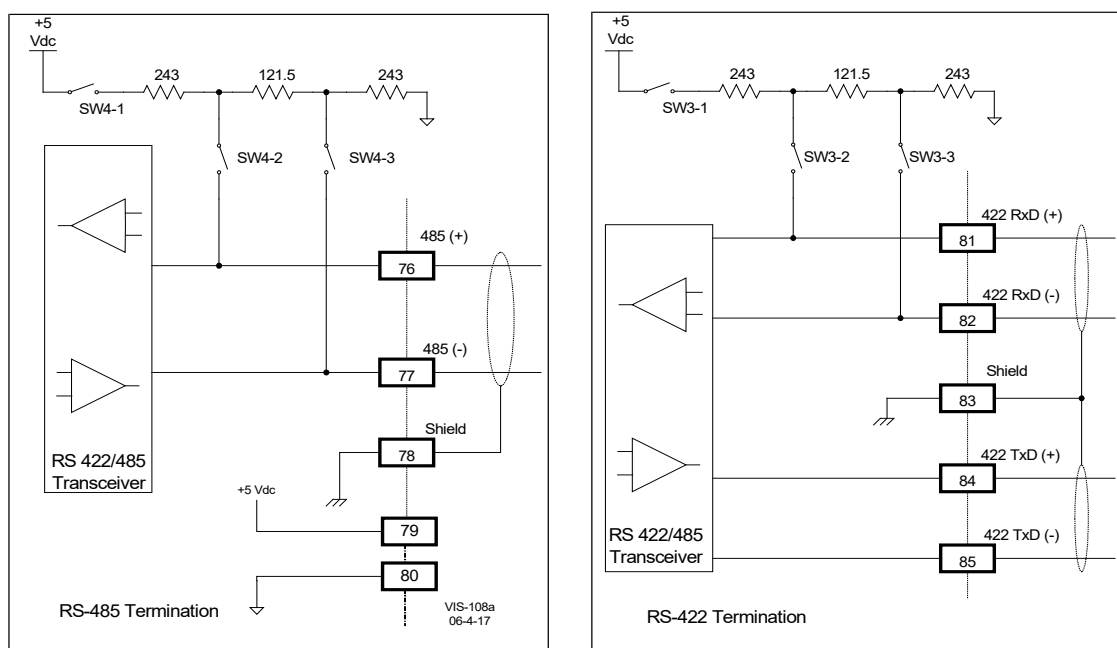 +5
Vdc
243
121.5
243
SW4-1
SW4-2
SW4-3
485 (+)
76
485 (-)
77
Shield
78
RS 422/485
Transceiver
+5 Vdc
79
80
RS-485 Termination
VIS-108a
06-4-17
+5
Vdc
243
121.5
243
SW3-1
SW3-2
SW3-3
422 RxD (+)
81
422 RxD (-)
82
Shield
83
422 TxD (+)
84
RS 422/485
Transceiver
422 TxD (-)
85
RS-422 Termination